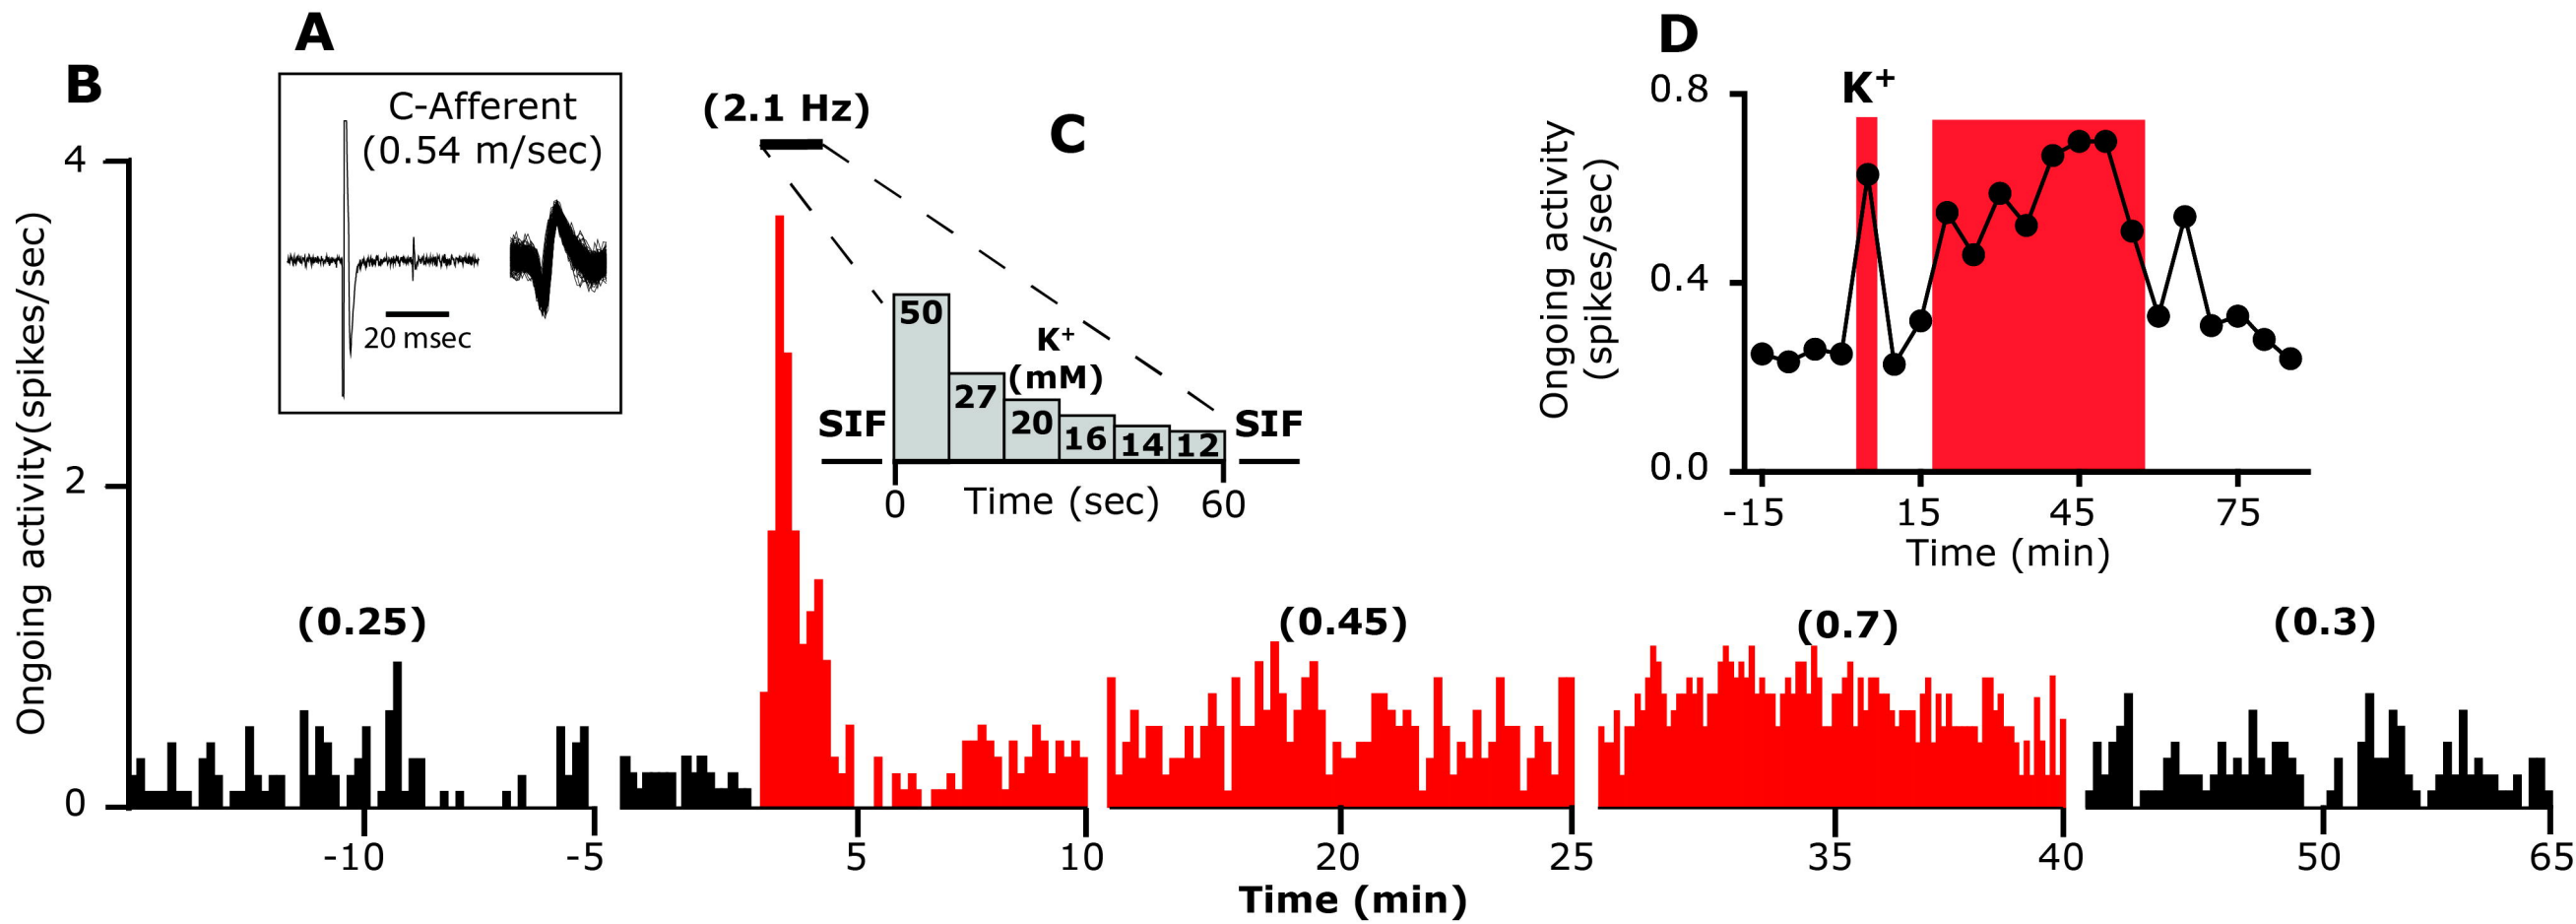 A
B
C-Afferent
(0.54 m/sec)
20 msec
(2.1 Hz)
C
50
27
20
16
14
12
K⁺
(mM)
SIF
SIF
0
Time (sec)
60
D
K⁺
0.8
0.4
0.0
Ongoing activity
(spikes/sec)
-15
15
45
75
Time (min)
4
2
0
Ongoing activity(spikes/sec)
(0.25)
(0.45)
(0.7)
(0.3)
-10
-5
5
10
20
25
35
40
50
65
Time (min)